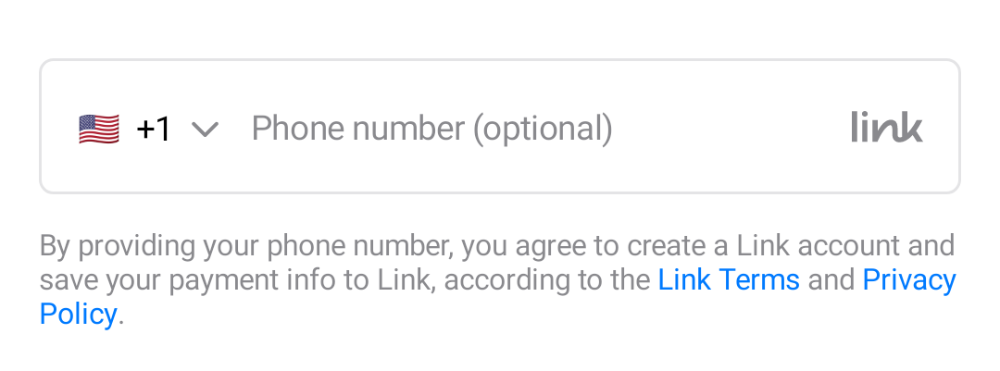 +1 Phone number (optional) link
By providing your phone number, you agree to create a Link account and
save your payment info to Link, according to the Link Terms and Privacy
Policy.